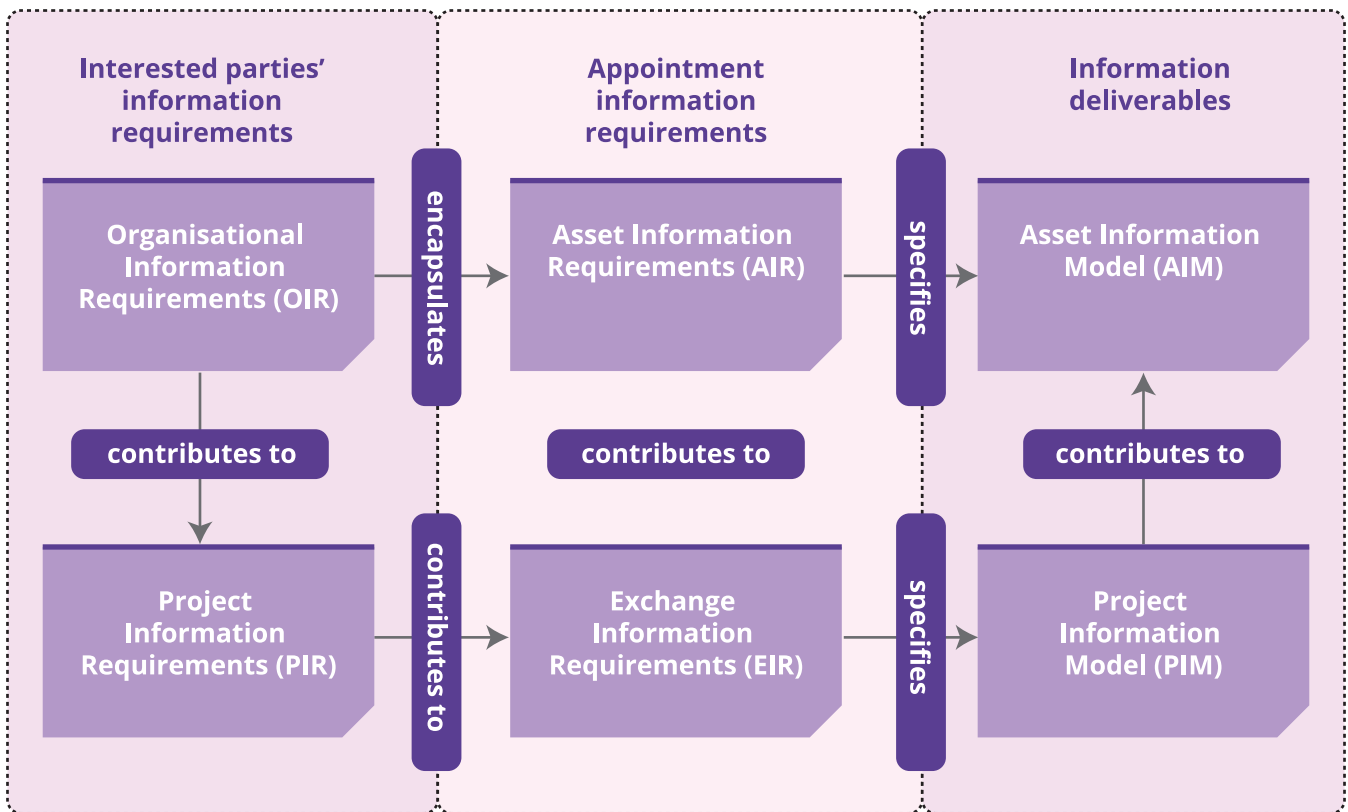 Interested parties’
information
requirements
Appointment
information
requirements
Information
deliverables
Organisational
Information
Requirements (OIR)
encapsulates
Asset Information
Requirements (AIR)
specifies
Asset Information
Model (AIM)
contributes to
contributes to
contributes to
Project
Information
Requirements (PIR)
contributes to
Exchange
Information
Requirements (EIR)
specifies
Project
Information
Model (PIM)